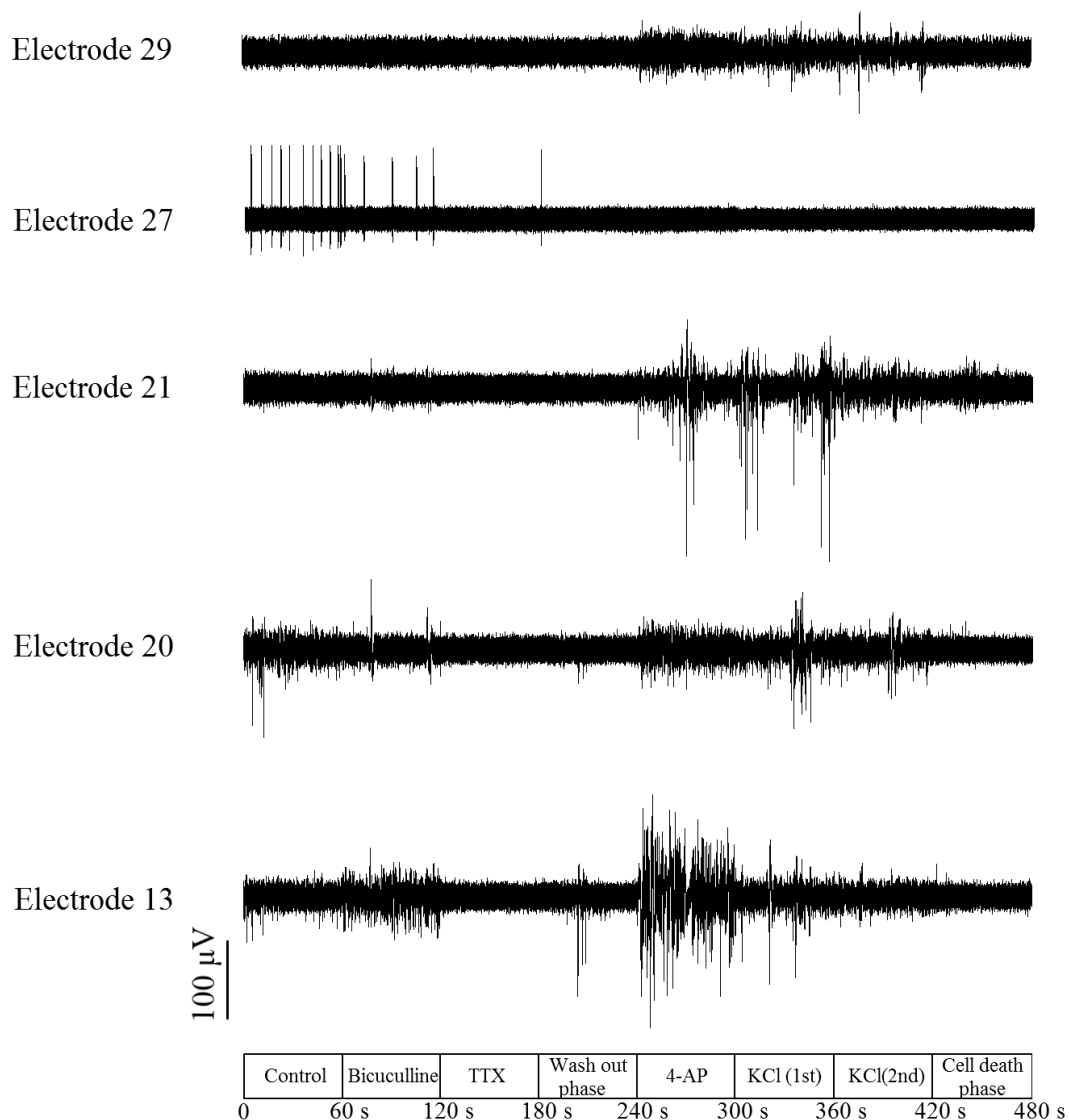 Electrode 29
Electrode 27
Electrode 21
Electrode 20
Electrode 13
100 µV
Control
Bicuculline
TTX
Wash out
phase
4-AP
KCl (1st)
KCl(2nd)
Cell death
phase
0 60 s 120 s 180 s 240 s 300 s 360 s 420 s 480 s